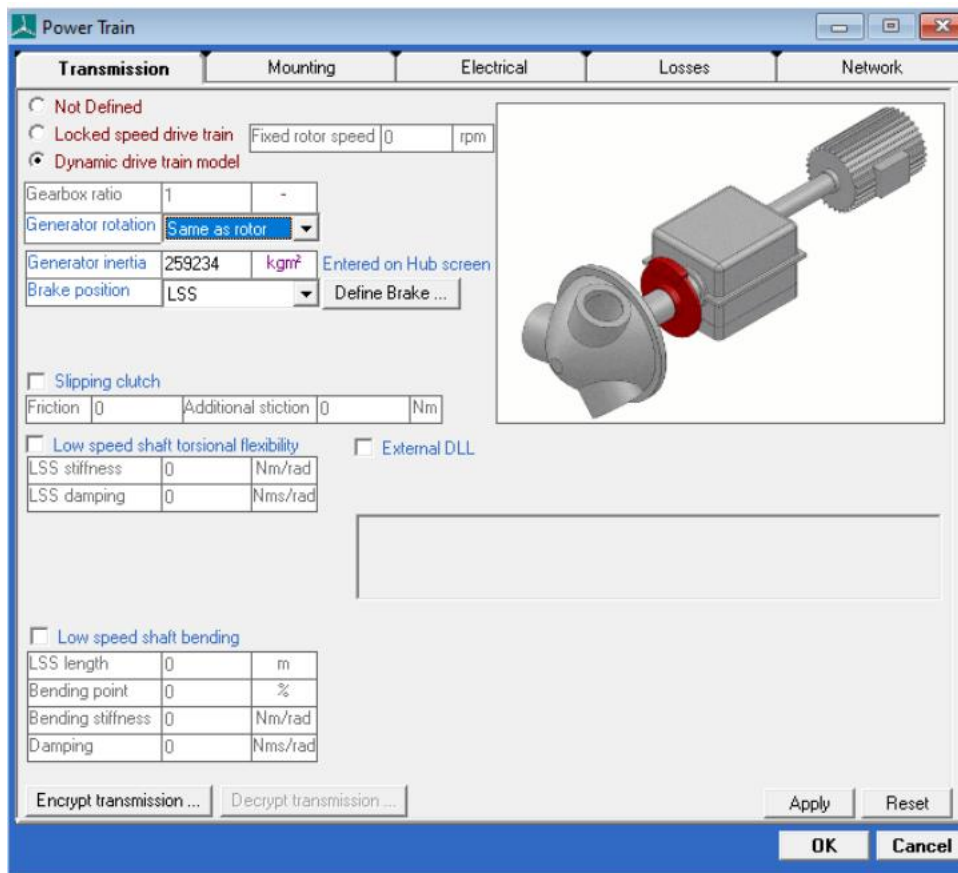 Power Train
Transmission Mounting Electrical Losses Network
Not Defined
Locked speed drive train Fixed rotor speed 0 rpm
Dynamic drive train model
Gearbox ratio 1 -
Generator rotation Same as rotor
Generator inertia 259234 kgm² Entered on Hub screen
Brake position LSS Define Brake ...
Slipping clutch
Friction 0 Additional stiction 0 Nm
Low speed shaft torsional flexibility External DLL
LSS stiffness 0 Nm/rad
LSS damping 0 Nms/rad
Low speed shaft bending
LSS length 0 m
Bending point 0 %
Bending stiffness 0 Nm/rad
Damping 0 Nms/rad
Encrypt transmission ... Decrypt transmission ... Apply Reset
OK Cancel